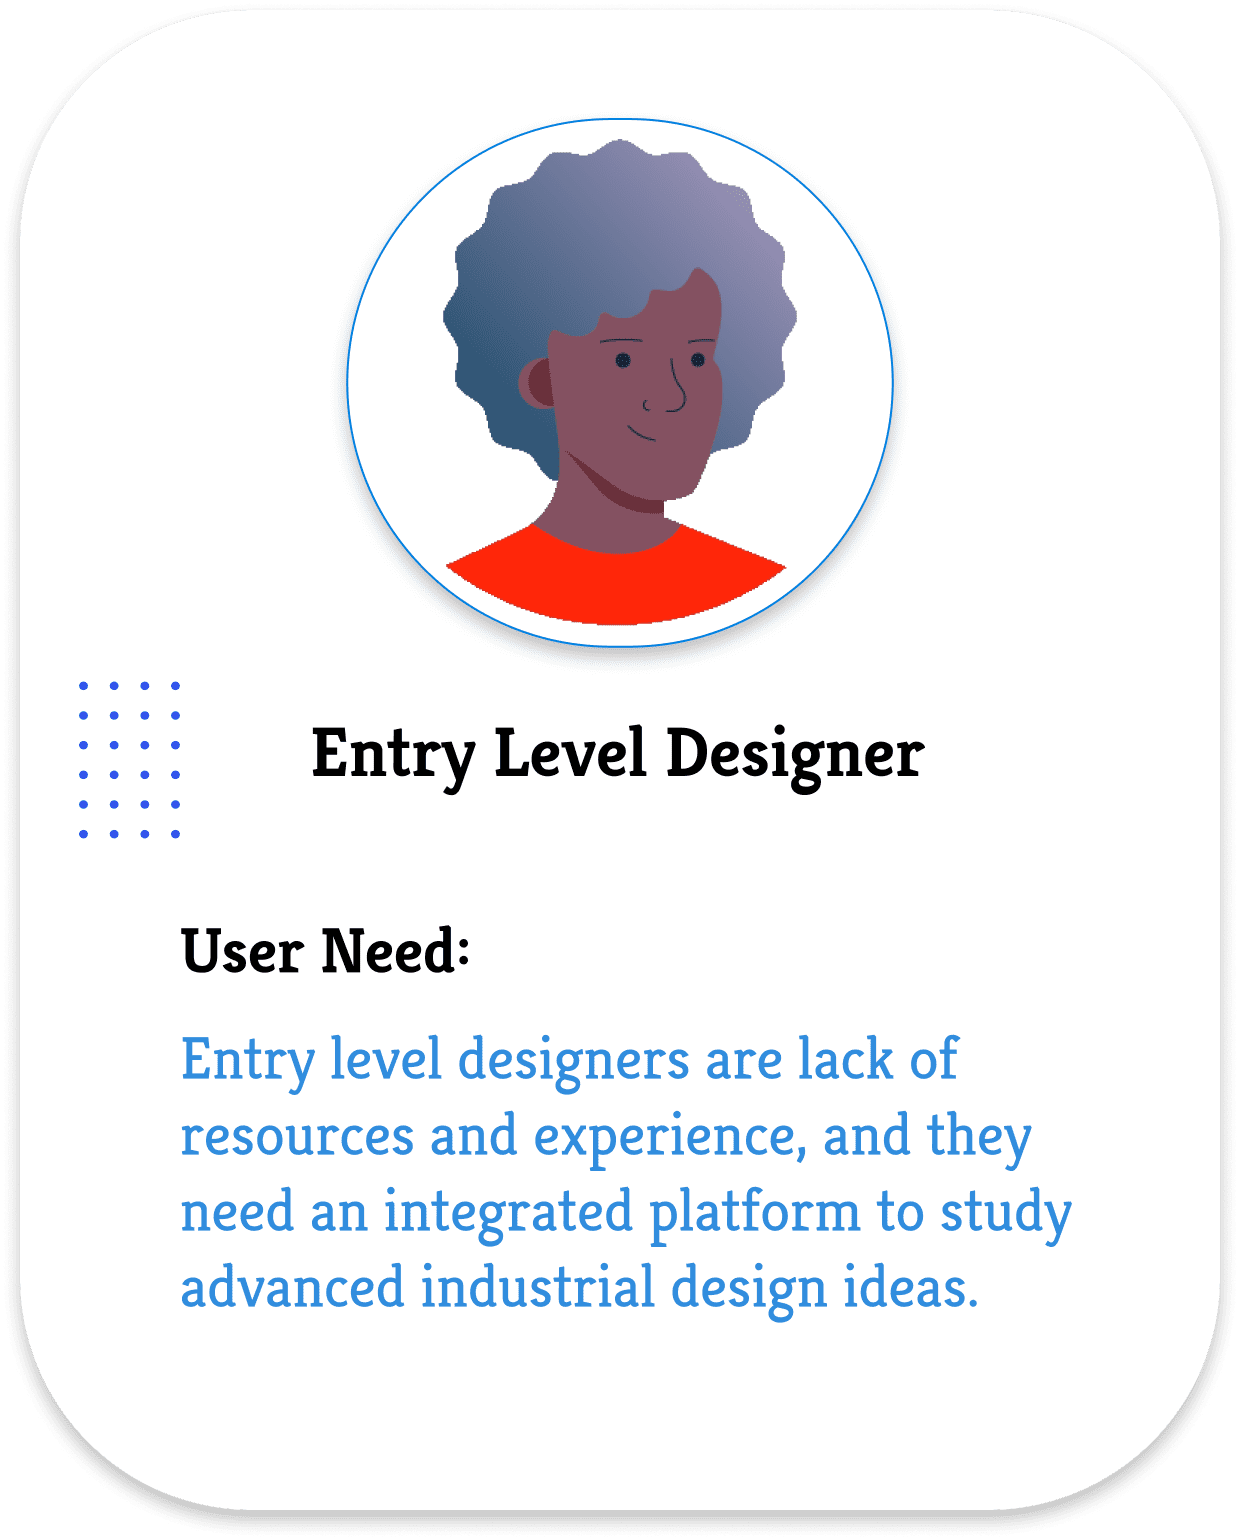 Entry Level Designer
User Need:
Entry level designers are lack of
resources and experience, and they
need an integrated platform to study
advanced industrial design ideas.